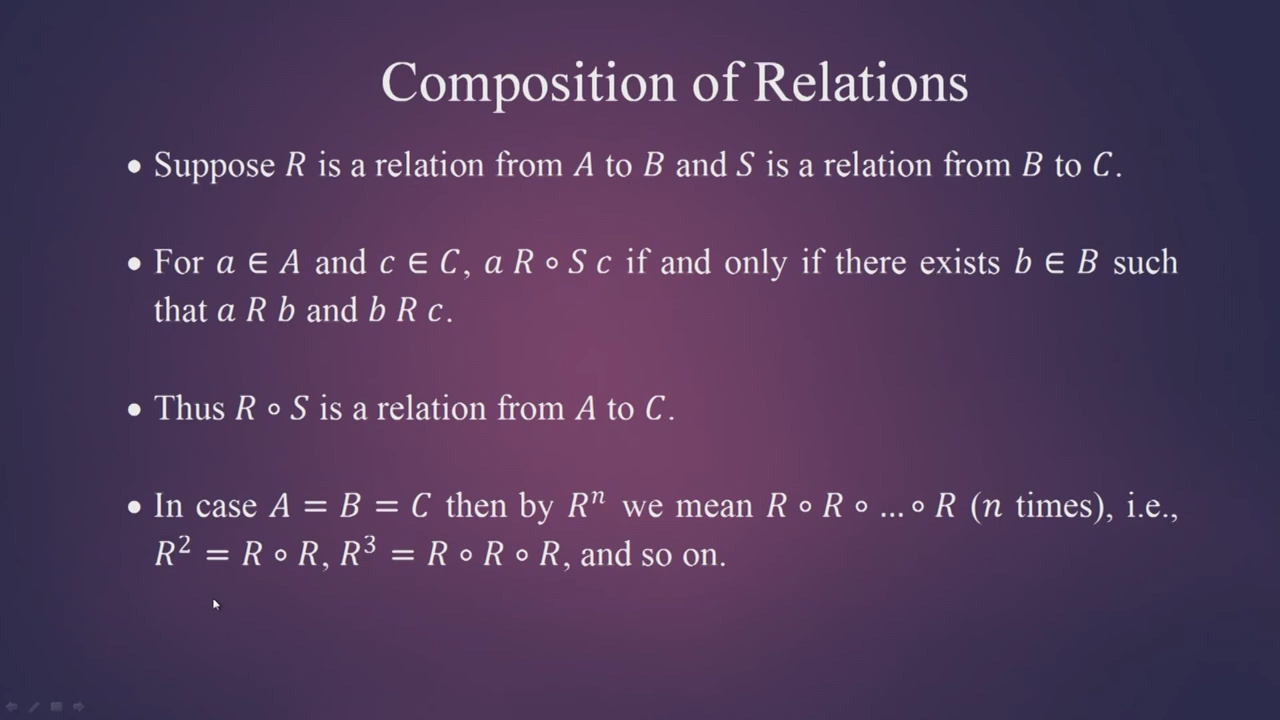 Composition of Relations
• Suppose R is a relation from A to B and S is a relation from B to C.
• For a ∈ A and c ∈ C, a R ∘ S c if and only if there exists b ∈ B such
that a R b and b R c.
• Thus R ∘ S is a relation from A to C.
• In case A = B = C then by Rⁿ we mean R ∘ R ∘ … ∘ R (n times), i.e.,
R² = R ∘ R, R³ = R ∘ R ∘ R, and so on.